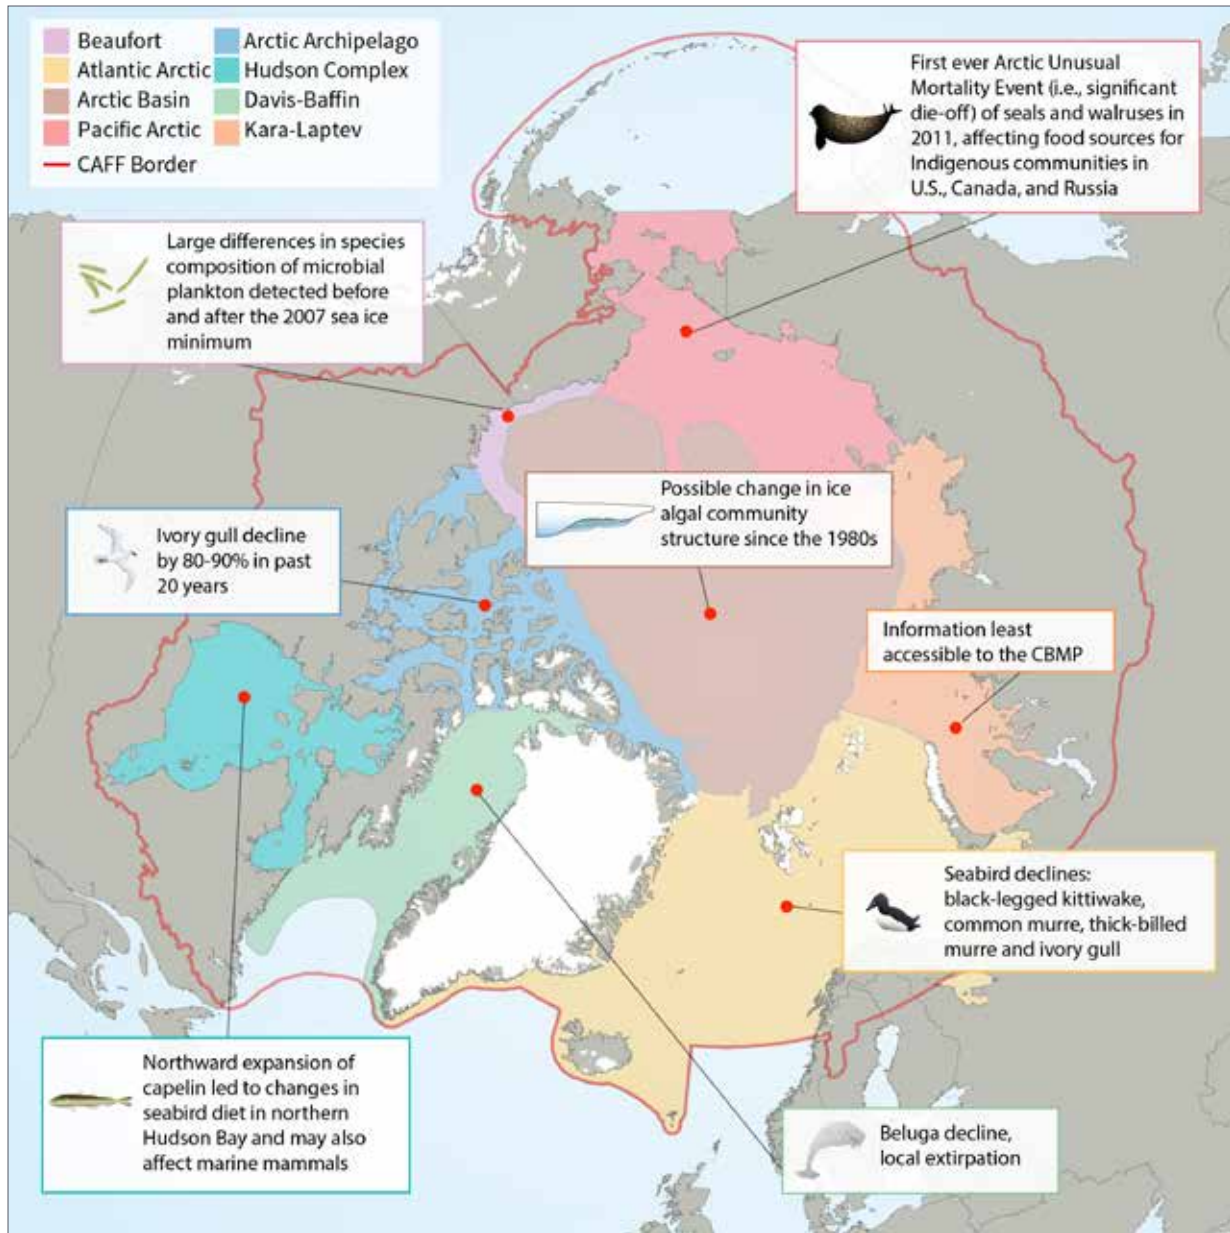 Beaufort
Atlantic Arctic
Arctic Basin
Pacific Arctic
CAFF Border
Arctic Archipelago
Hudson Complex
Davis-Baffin
Kara-Laptev
First ever Arctic Unusual
Mortality Event (i.e., significant
die-off) of seals and walruses in
2011, affecting food sources for
Indigenous communities in
U.S., Canada, and Russia
Large differences in species
composition of microbial
plankton detected before
and after the 2007 sea ice
minimum
Possible change in ice
algal community
structure since the 1980s
Ivory gull decline
by 80-90% in past
20 years
Information least
accessible to the CBMP
Seabird declines:
black-legged kittiwake,
common murre, thick-billed
murre and ivory gull
Northward expansion of
capelin led to changes in
seabird diet in northern
Hudson Bay and may also
affect marine mammals
Beluga decline,
local extirpation